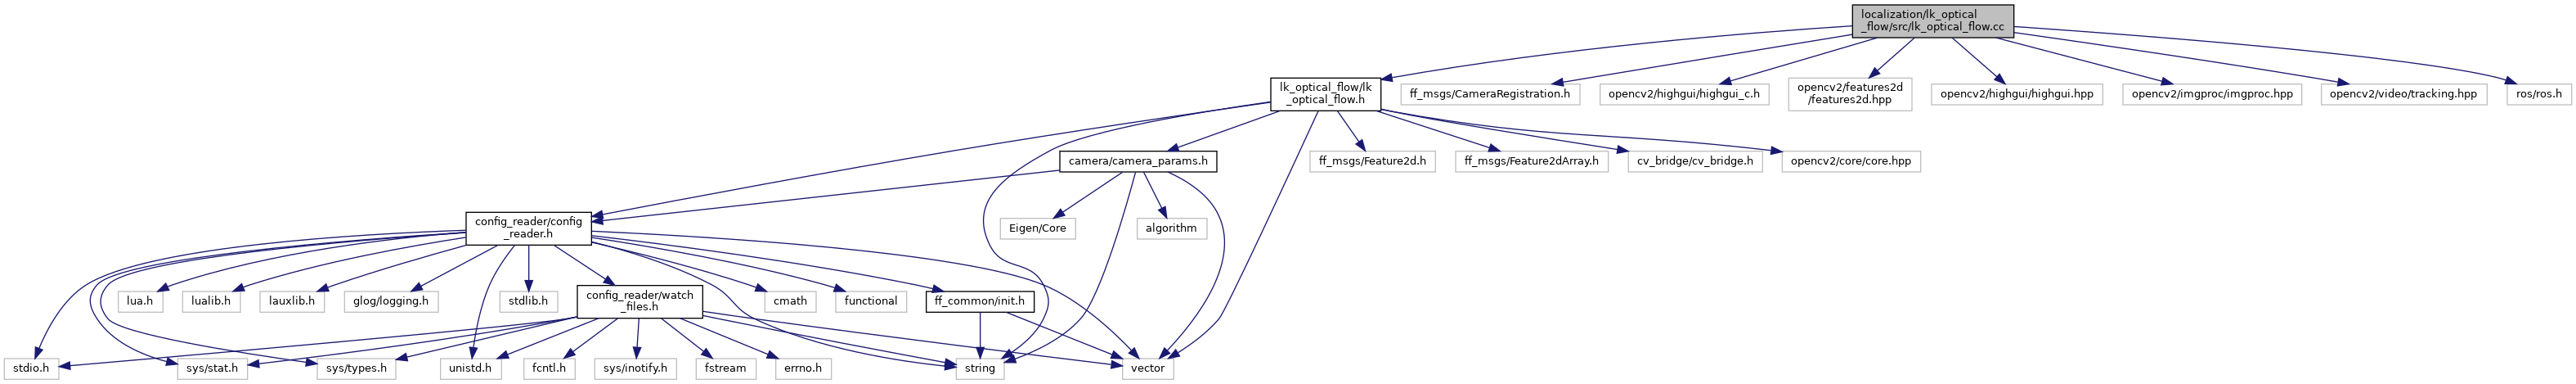 localization/lk_optical
_flow/src/lk_optical_flow.cc
lk_optical_flow/lk
_optical_flow.h
ff_msgs/CameraRegistration.h
opencv2/highgui/highgui_c.h
opencv2/features2d
/features2d.hpp
opencv2/highgui/highgui.hpp
opencv2/imgproc/imgproc.hpp
opencv2/video/tracking.hpp
ros/ros.h
camera/camera_params.h
ff_msgs/Feature2d.h
ff_msgs/Feature2dArray.h
cv_bridge/cv_bridge.h
opencv2/core/core.hpp
config_reader/config
_reader.h
Eigen/Core
algorithm
lua.h
lualib.h
lauxlib.h
glog/logging.h
stdlib.h
config_reader/watch
_files.h
cmath
functional
ff_common/init.h
stdio.h
sys/stat.h
sys/types.h
unistd.h
fcntl.h
sys/inotify.h
fstream
errno.h
string
vector